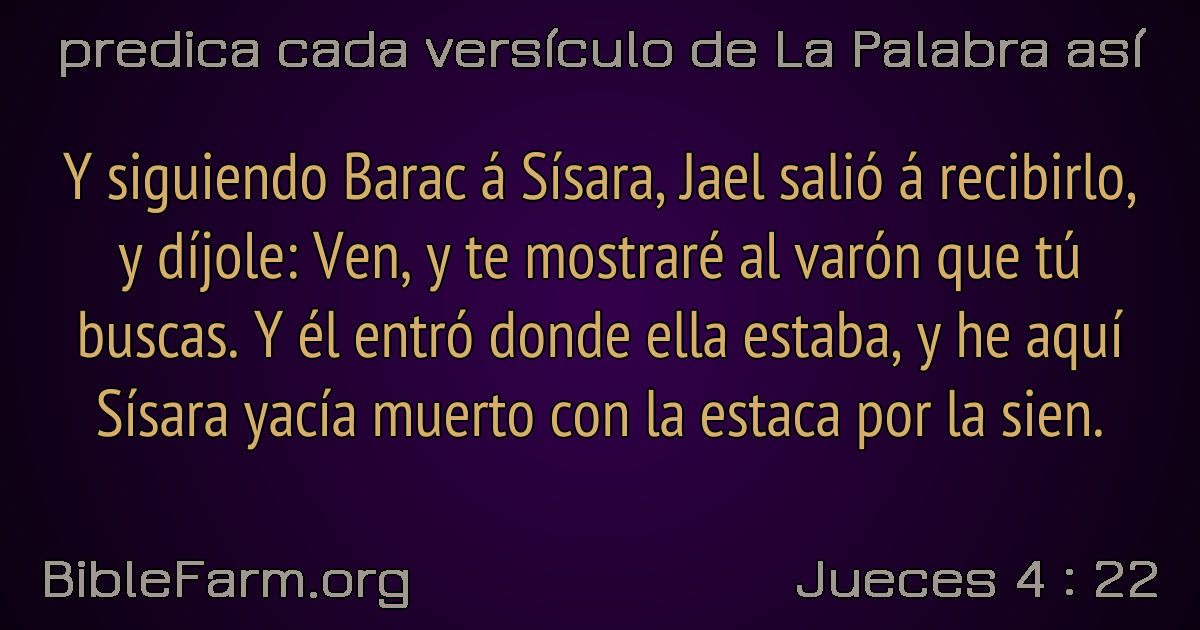 predica cada versículo de La Palabra así
Y siguiendo Barac á Sísara, Jael salió á recibirlo,
y díjole: Ven, y te mostraré al varón que tú
buscas. Y él entró donde ella estaba, y he aquí
Sísara yacía muerto con la estaca por la sien.
BibleFarm.org
Jueces 4 : 22